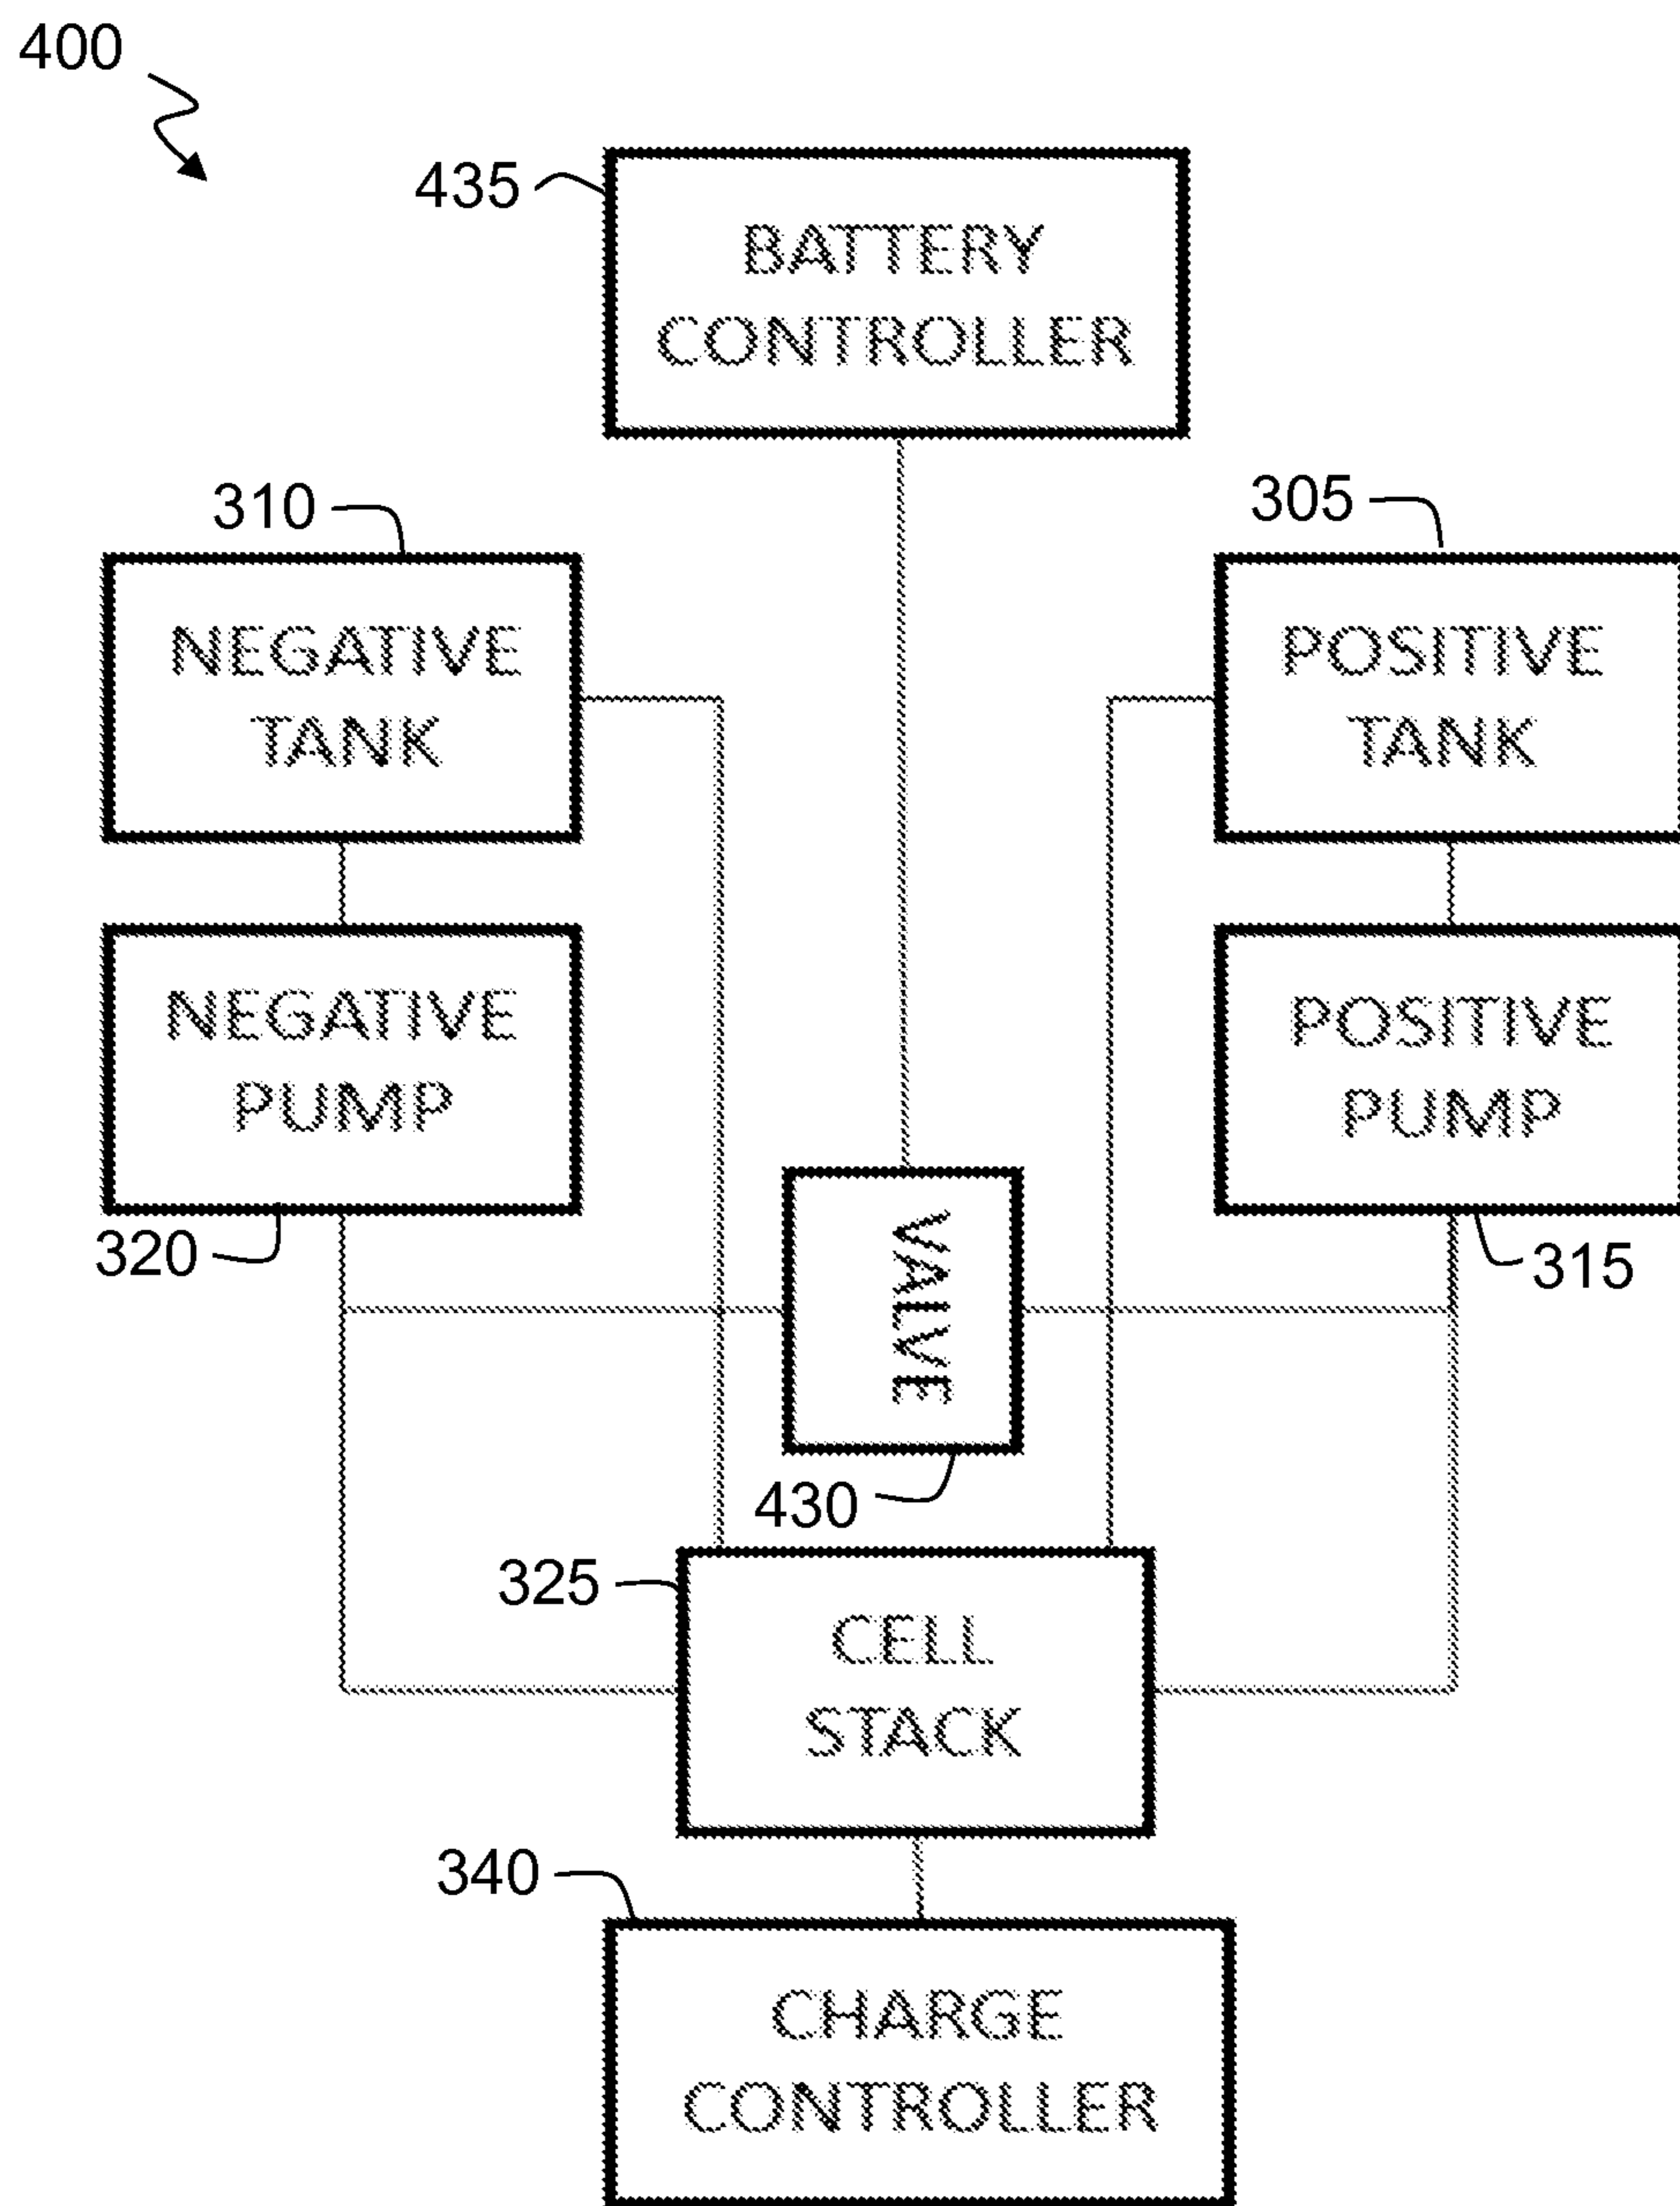 400
435
BATTERY
CONTROLLER
310
NEGATIVE
TANK
305
POSITIVE
TANK
NEGATIVE
PUMP
320
POSITIVE
PUMP
315
VALVE
430
325
CELL
STACK
340
CHARGE
CONTROLLER